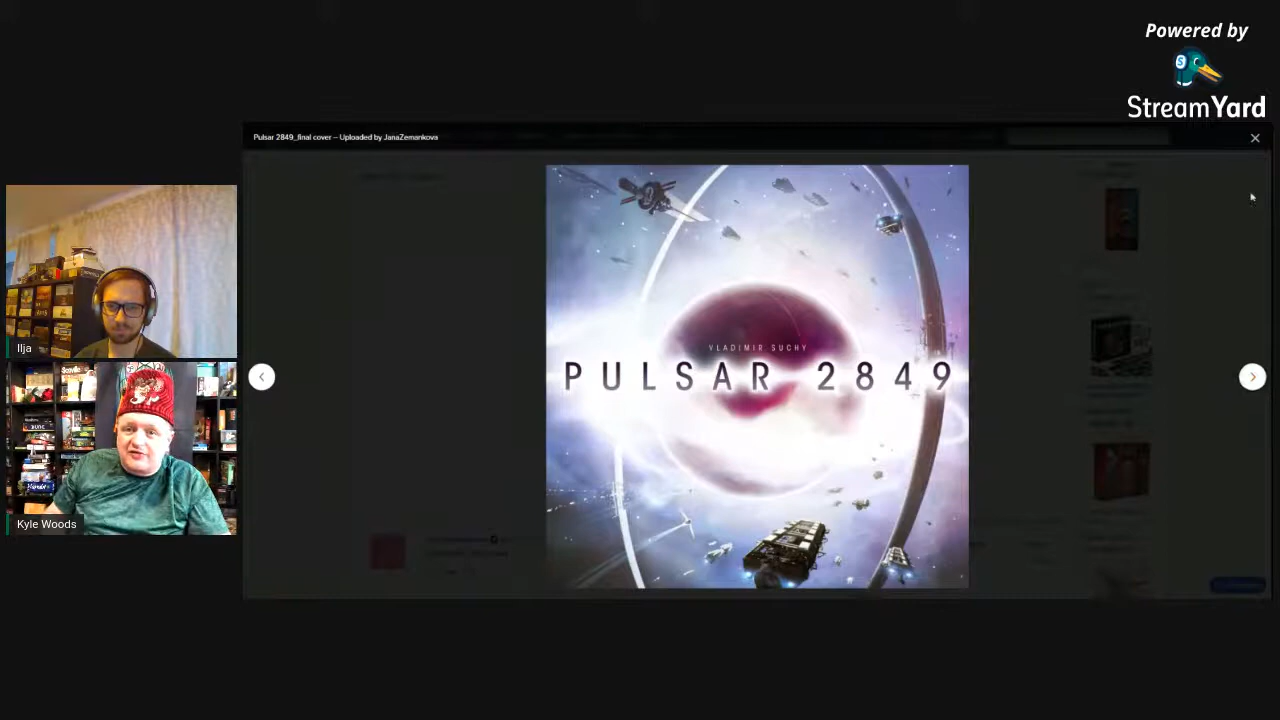 Powered by
StreamYard
Pulsar 2849_final cover – Uploaded by JanaZemankova
VLADIMIR SUCHY
PULSAR 2849
Ilja
Kyle Woods